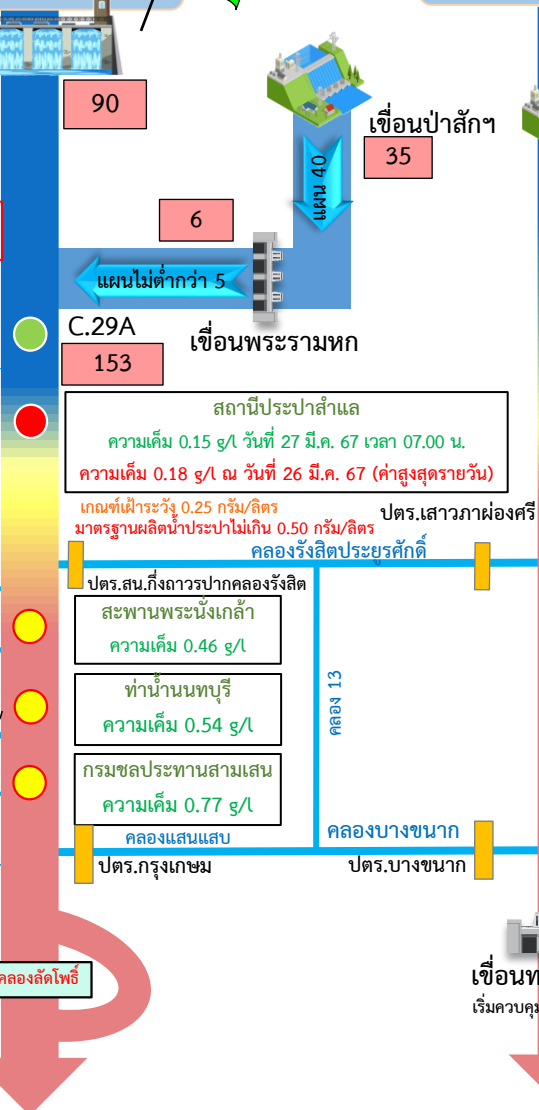 90
เขื่อนป่าสักฯ
35
แผน 40
6
แผนไม่ต่ำกว่า 5
C.29A
เขื่อนพระรามหก
153
สถานีประปาสำแล
ความเค็ม 0.15 g/l วันที่ 27 มี.ค. 67 เวลา 07.00 น.
ความเค็ม 0.18 g/l ณ วันที่ 26 มี.ค. 67 (ค่าสูงสุดรายวัน)
เกณฑ์เฝ้าระวัง 0.25 กรัม/ลิตร
มาตรฐานผลิตน้ำประปาไม่เกิน 0.50 กรัม/ลิตร
ปตร.เสาวภาผ่องศรี
คลองรังสิตประยูรศักดิ์
ปตร.สน.กึ่งถาวรปากคลองรังสิต
สะพานพระนั่งเกล้า
ความเค็ม 0.46 g/l
ท่าน้ำนนทบุรี
ความเค็ม 0.54 g/l
คลอง 13
กรมชลประทานสามเสน
ความเค็ม 0.77 g/l
คลองแสนแสบ
คลองบางขนาก
ปตร.กรุงเกษม
ปตร.บางขนาก
คลองลัดโพธิ์
เขื่อนท
เริ่มควบคุม